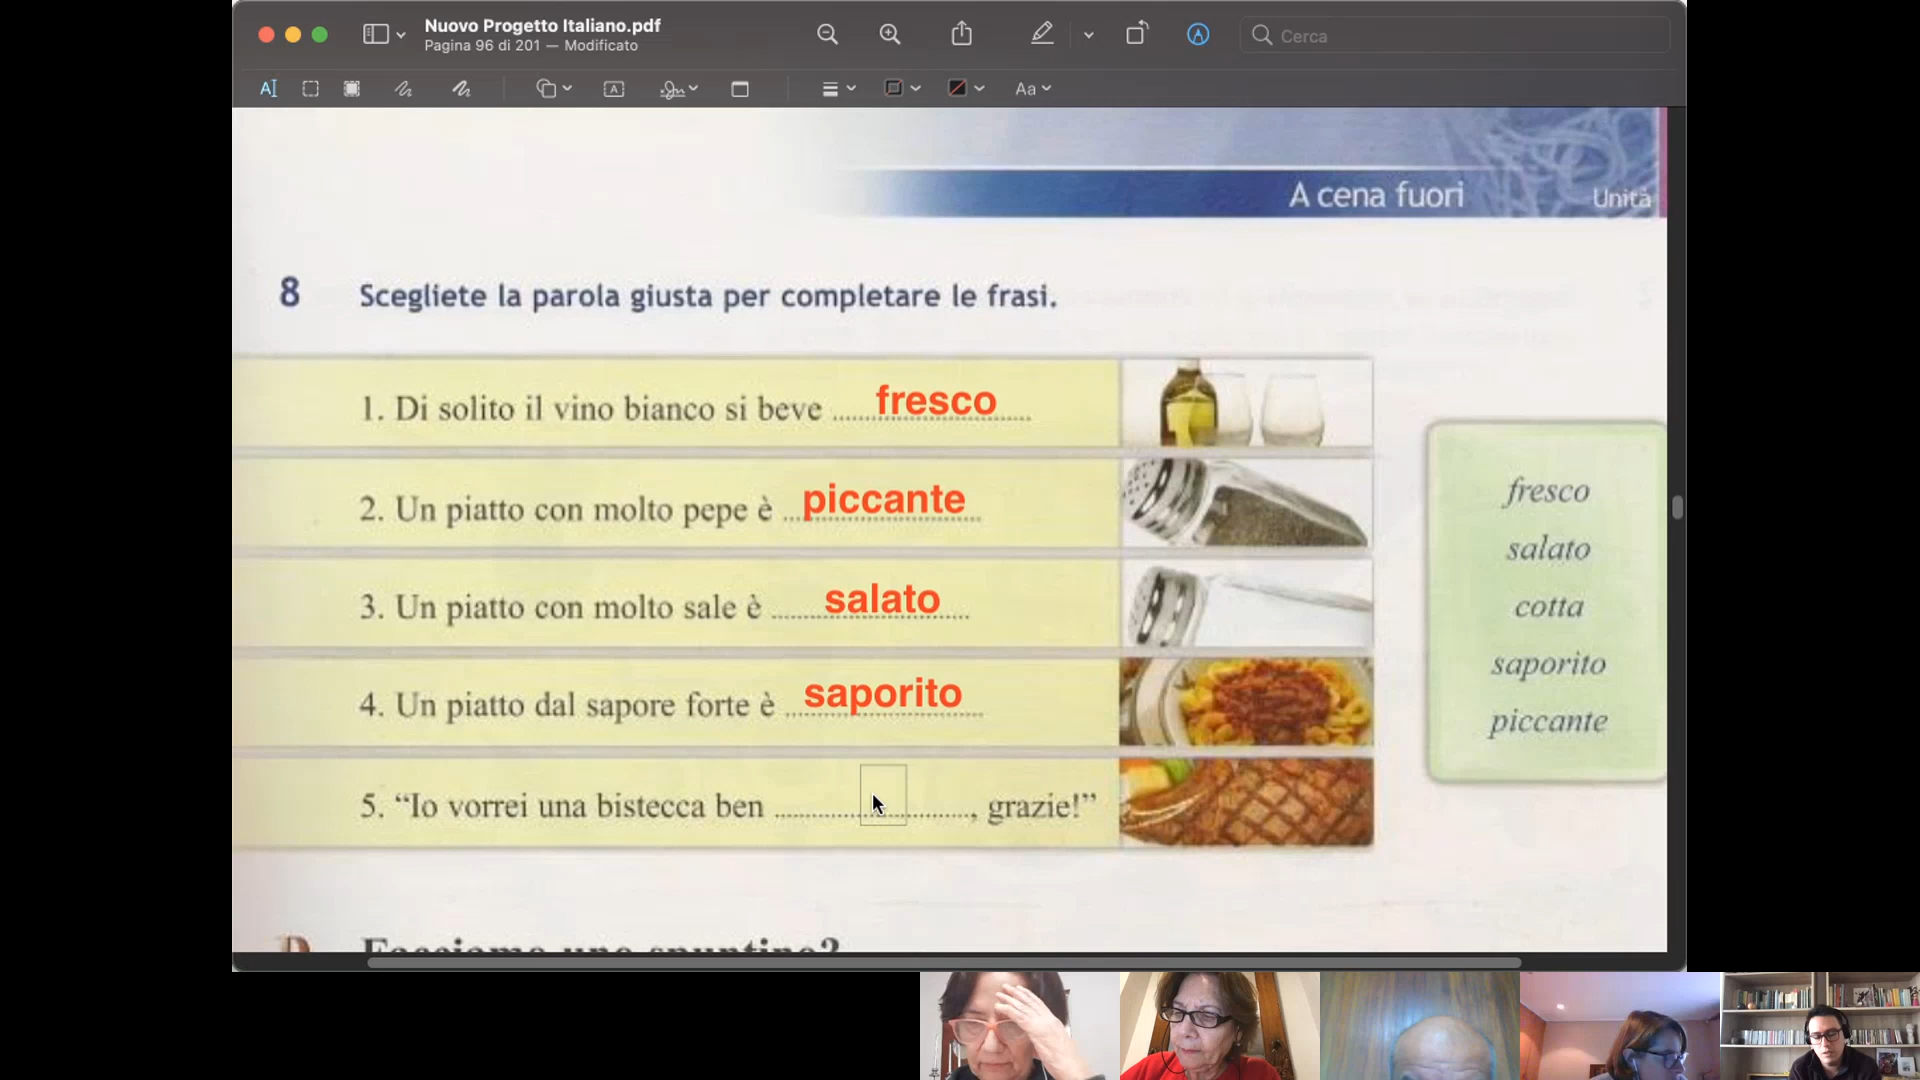 Nuovo Progetto Italiano.pdf
Pagina 96 di 201 — Modificato
Cerca
Aa
A cena fuori
Unità
8 Scegliete la parola giusta per completare le frasi.
1. Di solito il vino bianco si beve ....fresco....
2. Un piatto con molto pepe è ....piccante....
3. Un piatto con molto sale è ....salato....
4. Un piatto dal sapore forte è ....saporito....
5. “Io vorrei una bistecca ben ........................, grazie!”
fresco
salato
cotta
saporito
piccante
D Facciamo uno spuntino?